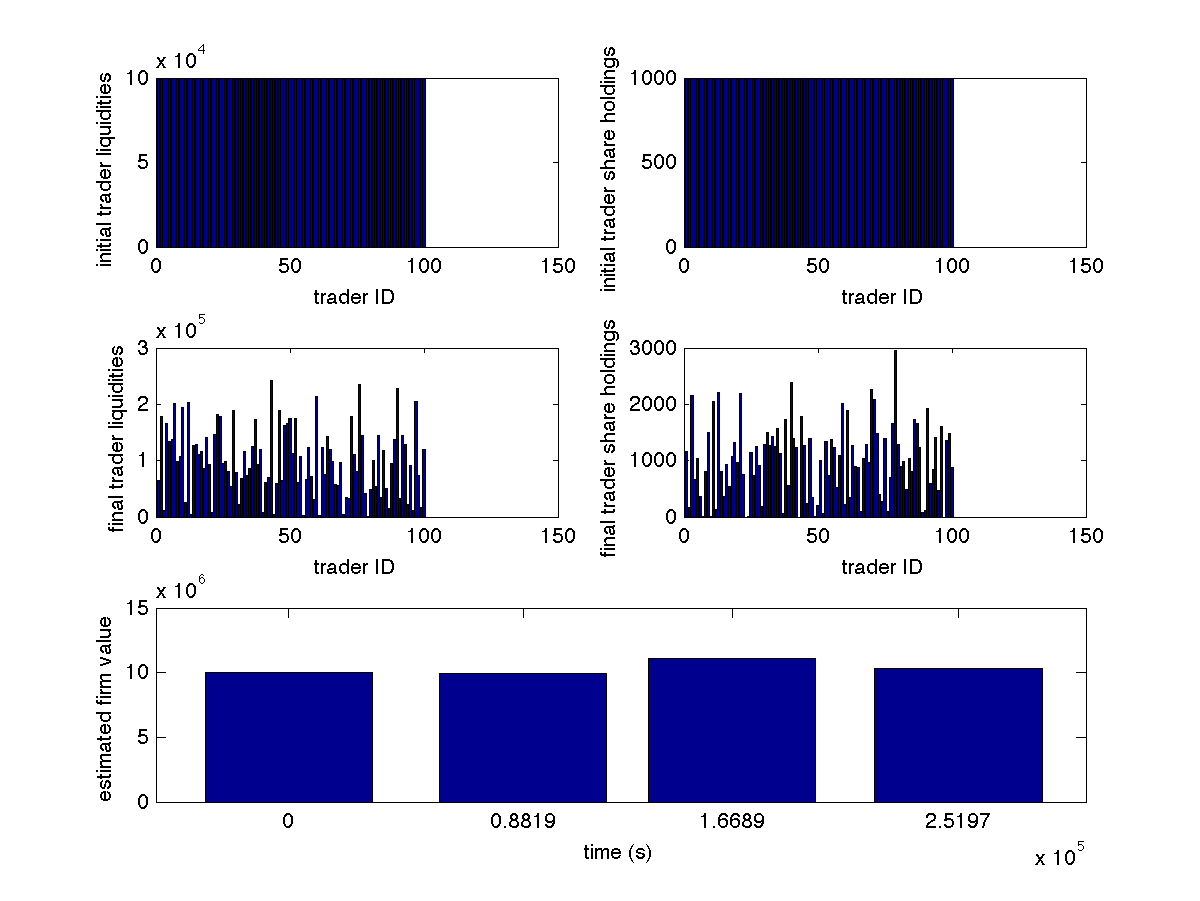 x 10^4
initial trader liquidities
10
5
0
0 50 100 150
trader ID
initial trader share holdings
1000
500
0
0 50 100 150
trader ID
x 10^5
final trader liquidities
3
2
1
0
0 50 100 150
trader ID
final trader share holdings
3000
2000
1000
0
0 50 100 150
trader ID
x 10^6
estimated firm value
15
10
5
0
0 0.8819 1.6689 2.5197
time (s)
x 10^5